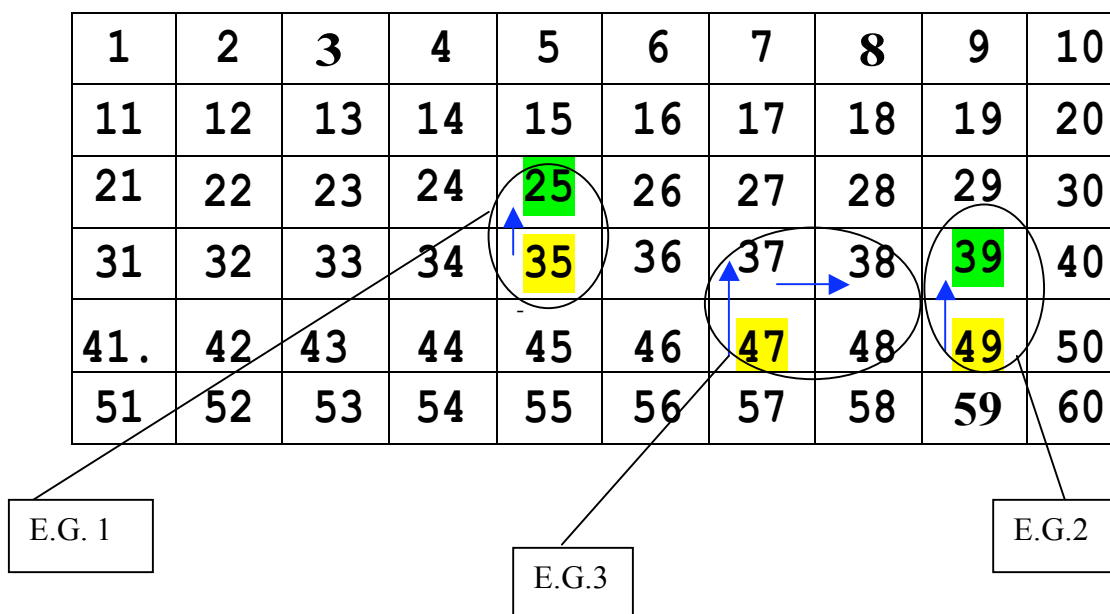 1 2 3 4 5 6 7 8 9 10
11 12 13 14 15 16 17 18 19 20
21 22 23 24 25 26 27 28 29 30
31 32 33 34 35 36 37 38 39 40
-
41. 42 43 44 45 46 47 48 49 50
51 52 53 54 55 56 57 58 59 60
E.G. 1
E.G.2
E.G.3